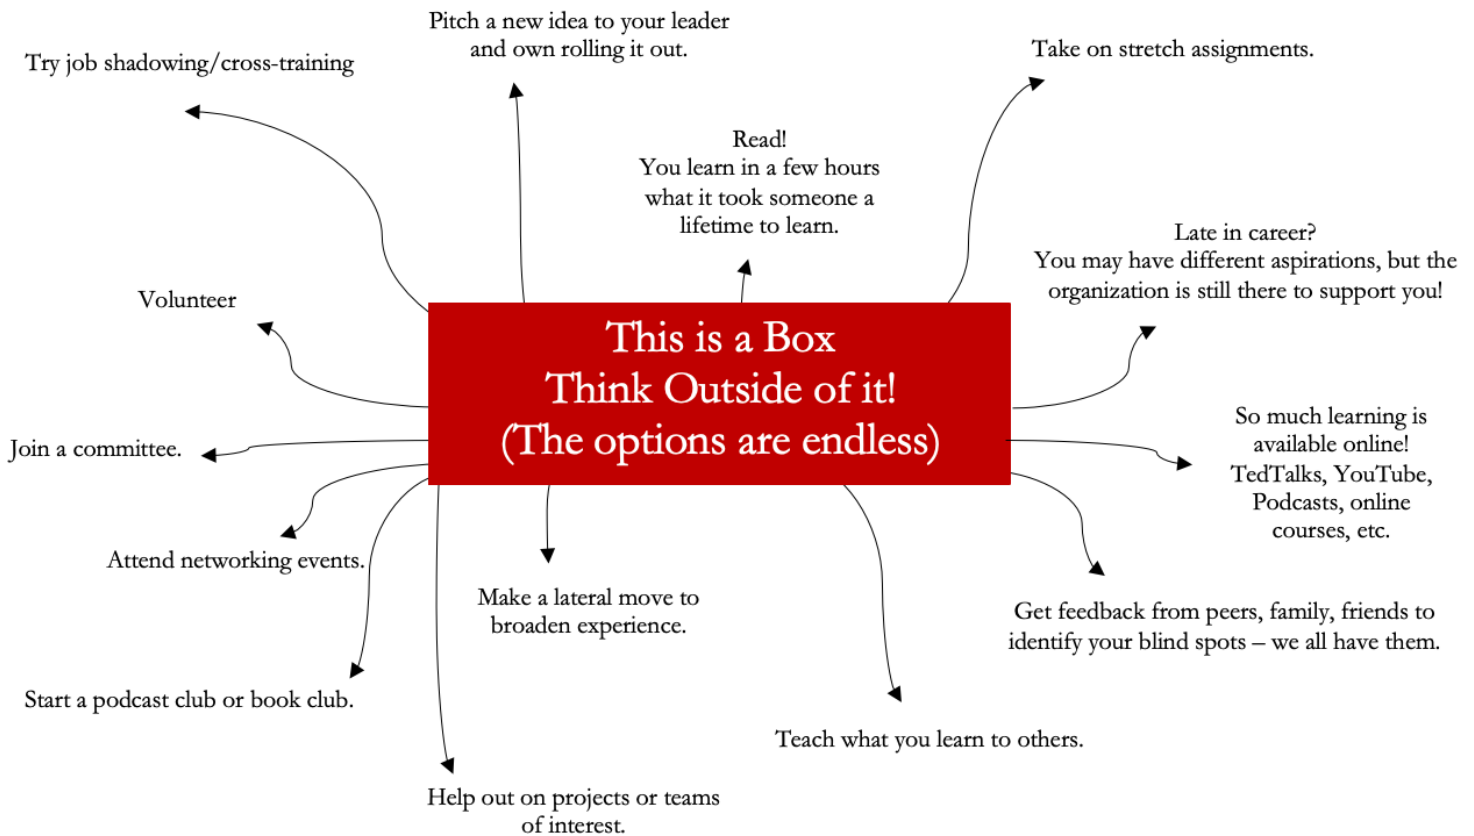 Pitch a new idea to your leader
and own rolling it out.
Try job shadowing/cross-training
Take on stretch assignments.
Read!
You learn in a few hours
what it took someone a
lifetime to learn.
Late in career?
You may have different aspirations, but the
organization is still there to support you!
Volunteer
This is a Box
Think Outside of it!
(The options are endless)
Join a committee.
So much learning is
available online!
TedTalks, YouTube,
Podcasts, online
courses, etc.
Attend networking events.
Make a lateral move to
broaden experience.
Get feedback from peers, family, friends to
identify your blind spots – we all have them.
Start a podcast club or book club.
Teach what you learn to others.
Help out on projects or teams
of interest.